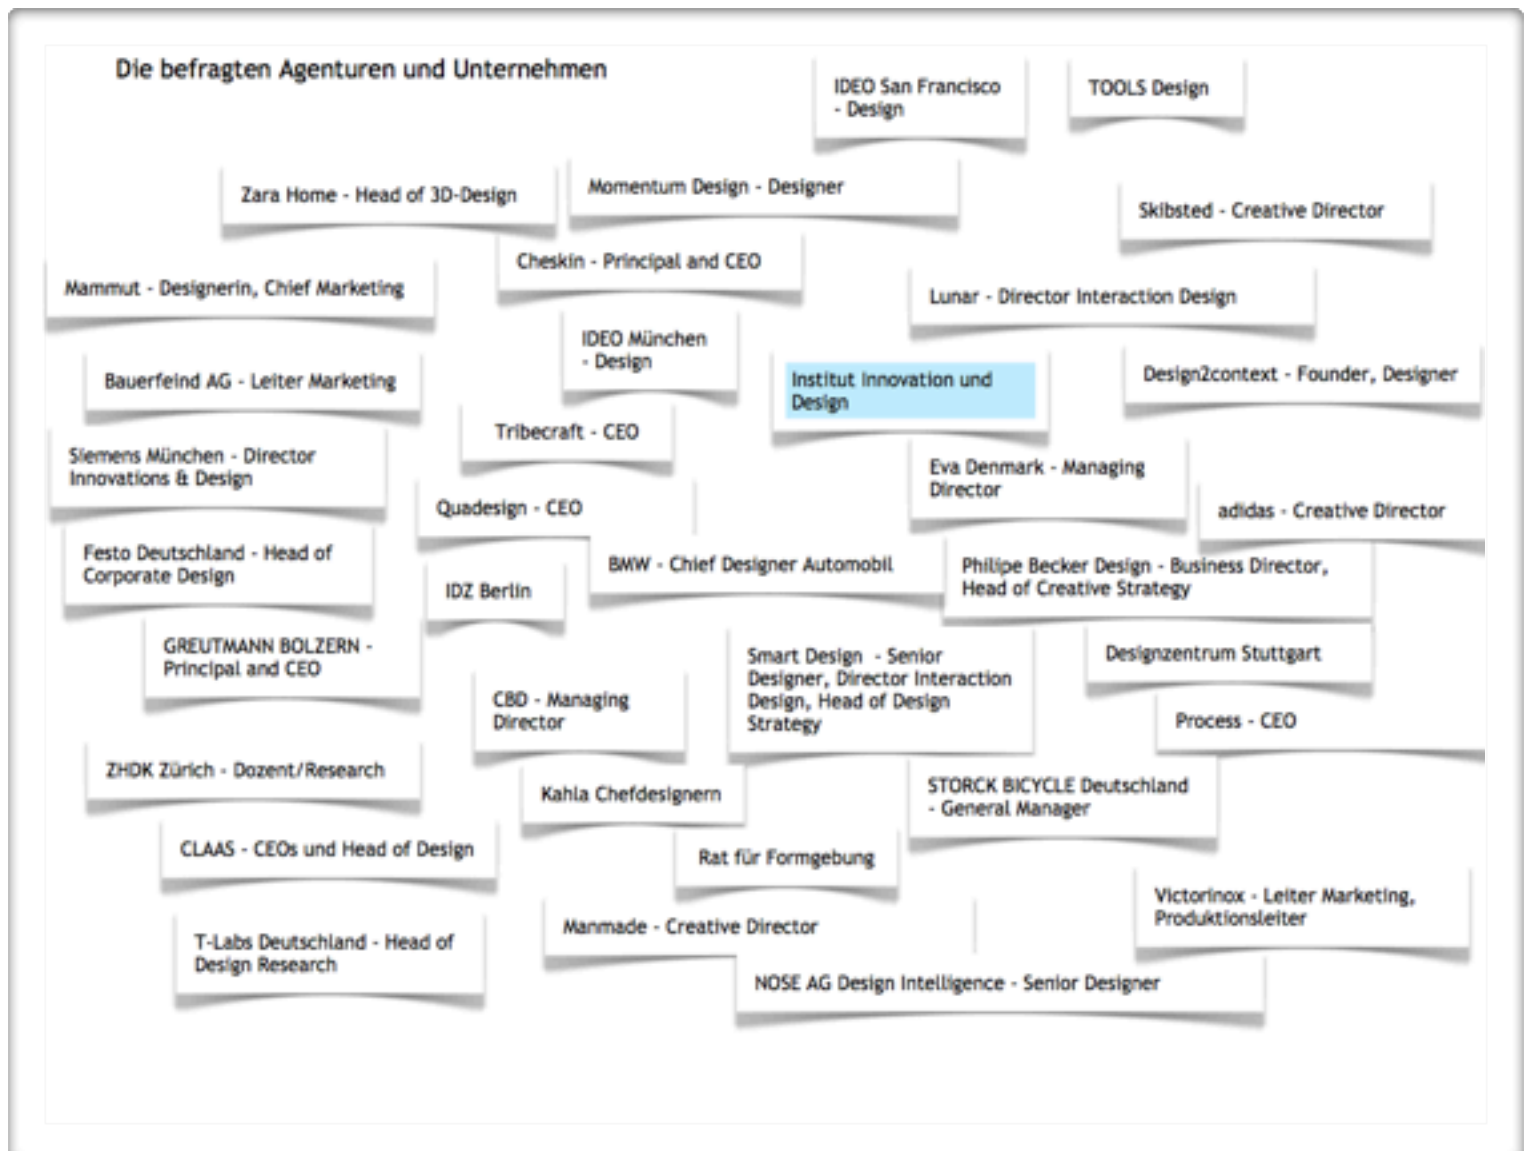 Die befragten Agenturen und Unternehmen
IDEO San Francisco
- Design
TOOLS Design
Zara Home - Head of 3D-Design
Momentum Design - Designer
Skibsted - Creative Director
Cheskin - Principal and CEO
Mammut - Designerin, Chief Marketing
Lunar - Director Interaction Design
IDEO München
- Design
Bauerfeind AG - Leiter Marketing
Institut Innovation und
Design
Design2context - Founder, Designer
Tribecraft - CEO
Siemens München - Director
Innovations & Design
Eva Denmark - Managing
Director
Quadesign - CEO
adidas - Creative Director
Festo Deutschland - Head of
Corporate Design
BMW - Chief Designer Automobil
Philipe Becker Design - Business Director,
Head of Creative Strategy
IDZ Berlin
GREUTMANN BOLZERN -
Principal and CEO
Smart Design - Senior
Designer, Director Interaction
Design, Head of Design
Strategy
Designzentrum Stuttgart
CBD - Managing
Director
Process - CEO
ZHDK Zürich - Dozent/Research
Kahla Chefdesignern
STORCK BICYCLE Deutschland
- General Manager
CLAAS - CEOs und Head of Design
Rat für Formgebung
Victorinox - Leiter Marketing,
Produktionsleiter
Manmade - Creative Director
T-Labs Deutschland - Head of
Design Research
NOSE AG Design Intelligence - Senior Designer